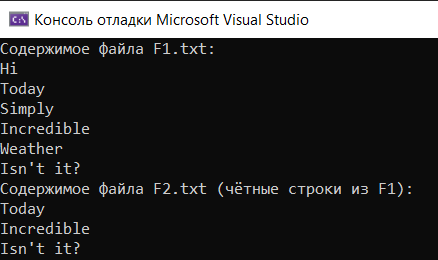 Консоль отладки Microsoft Visual Studio
Содержимое файла F1.txt:
Hi
Today
Simply
Incredible
Weather
Isn't it?
Содержимое файла F2.txt (чётные строки из F1):
Today
Incredible
Isn't it?